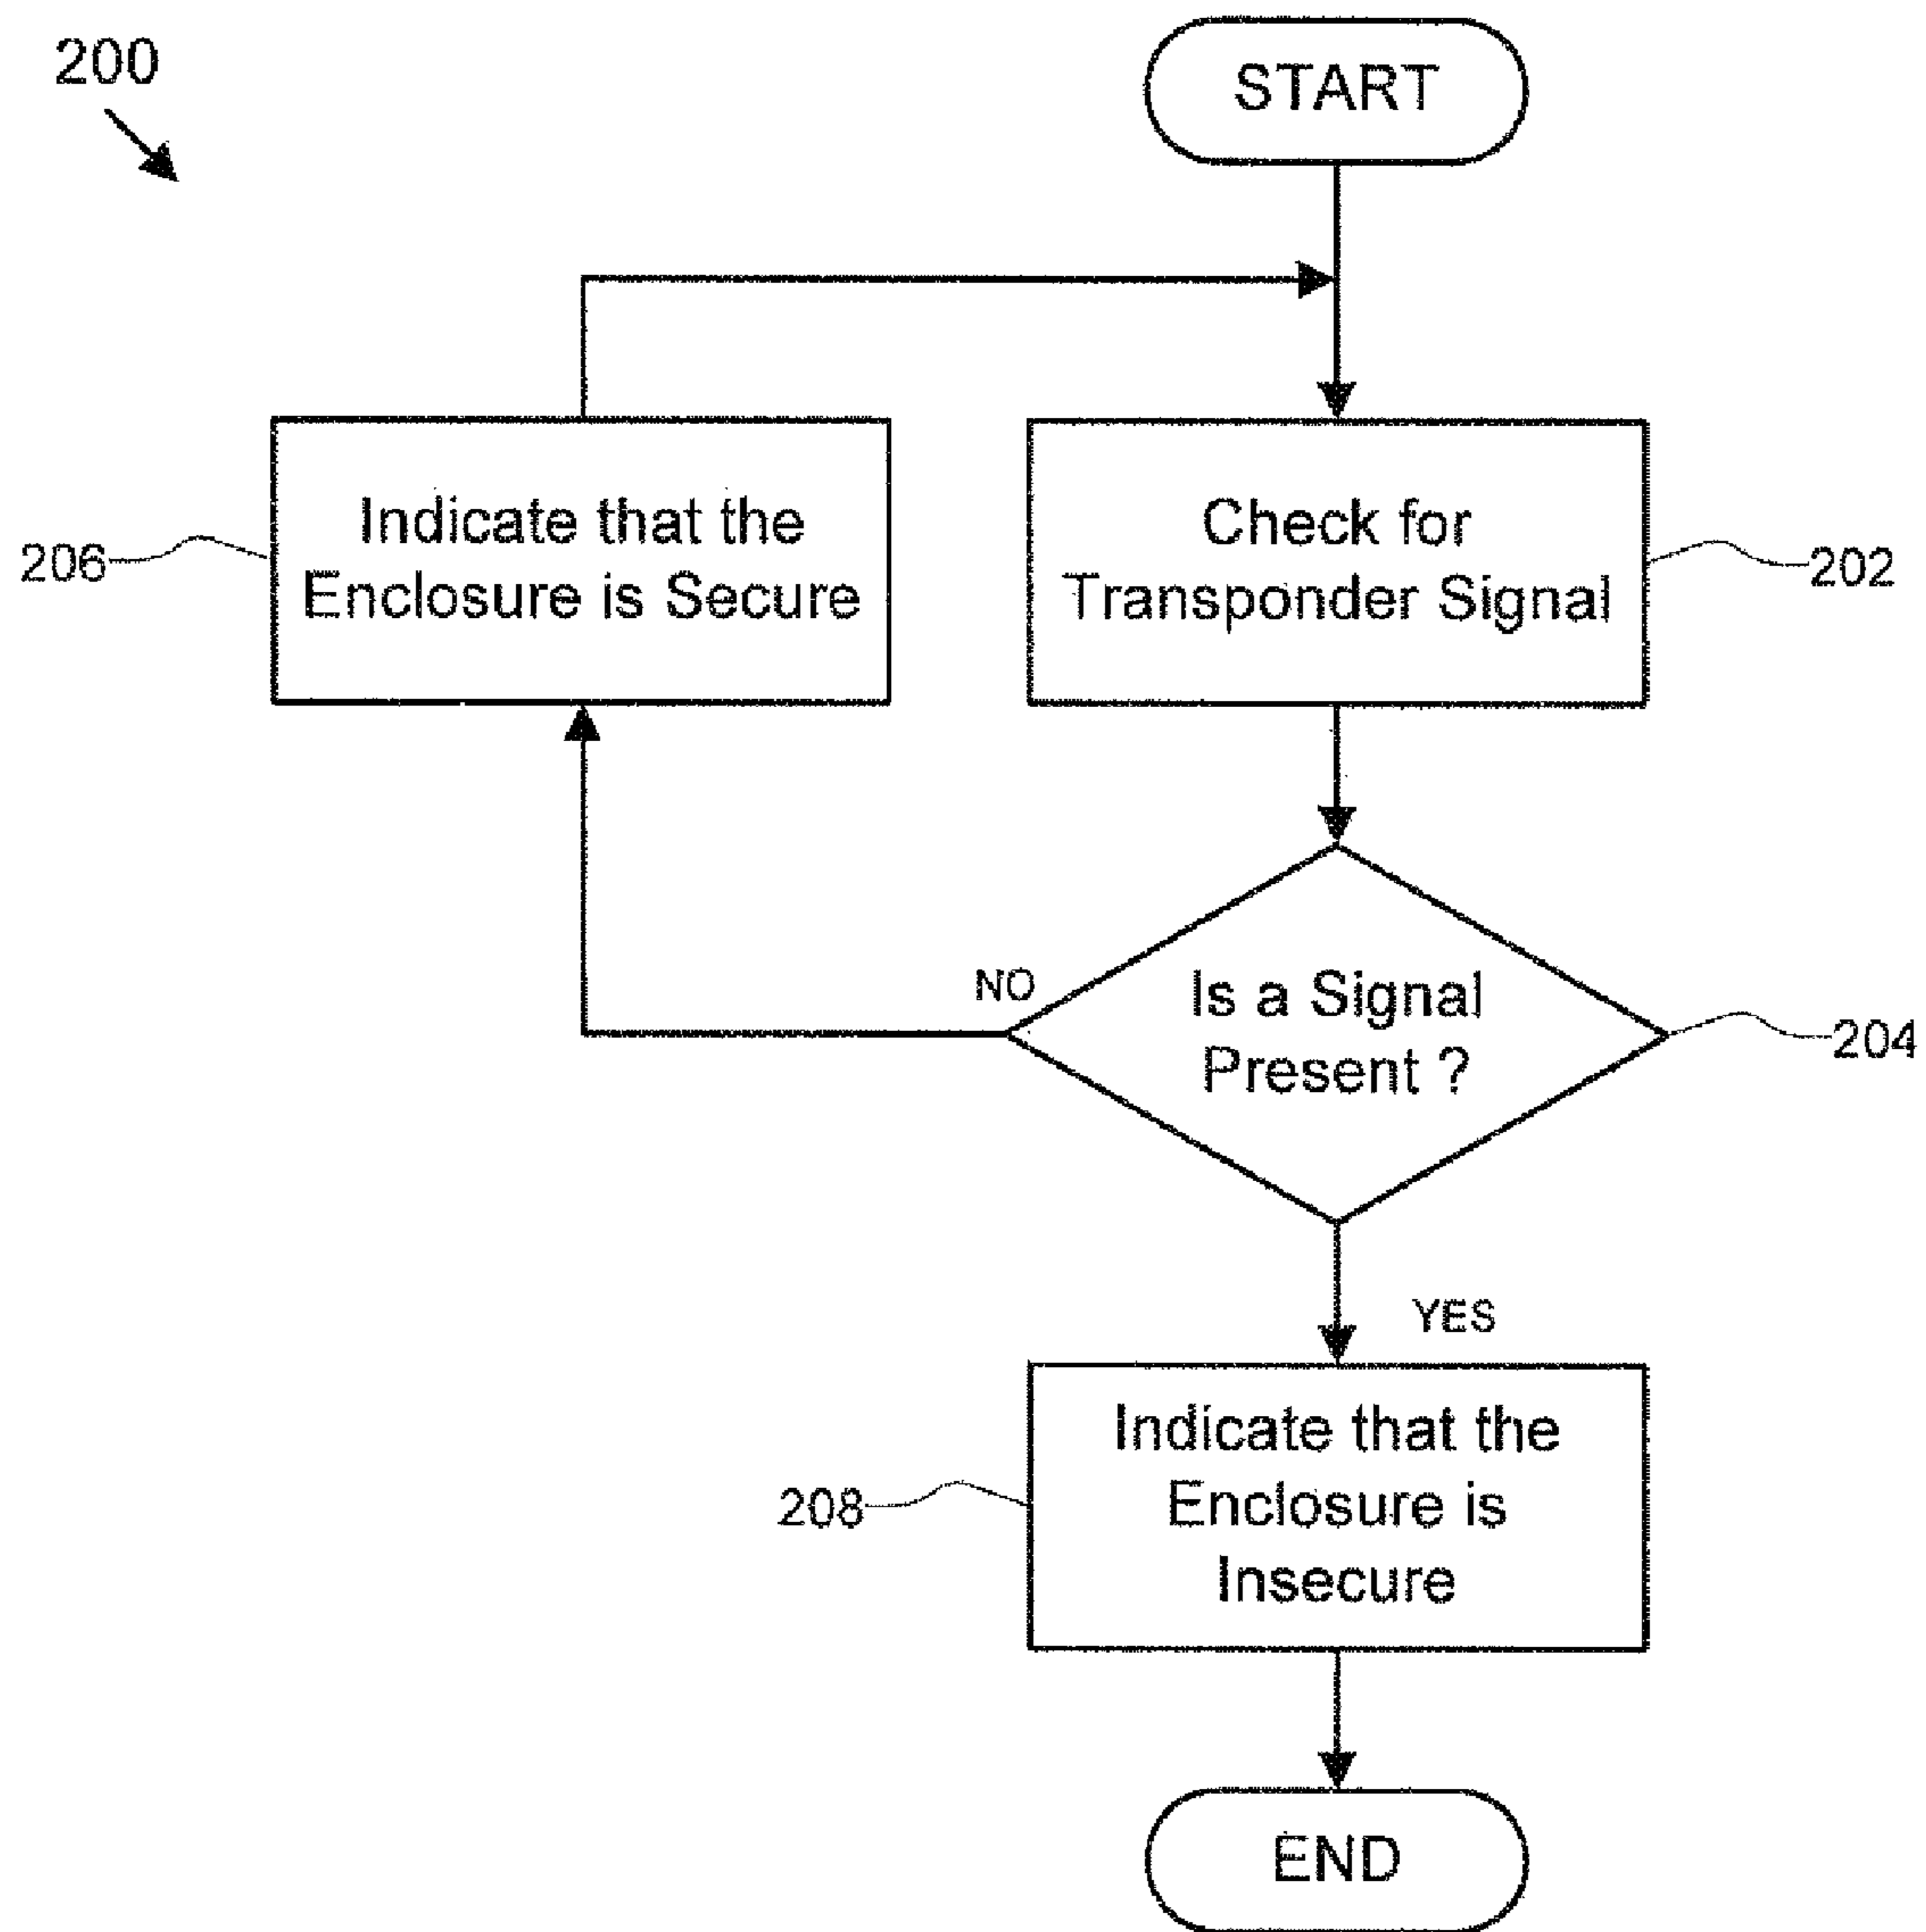 200
START
Indicate that the
Enclosure is Secure
206
Check for
Transponder Signal
202
NO
Is a Signal
Present ?
204
YES
Indicate that the
Enclosure is
Insecure
208
END